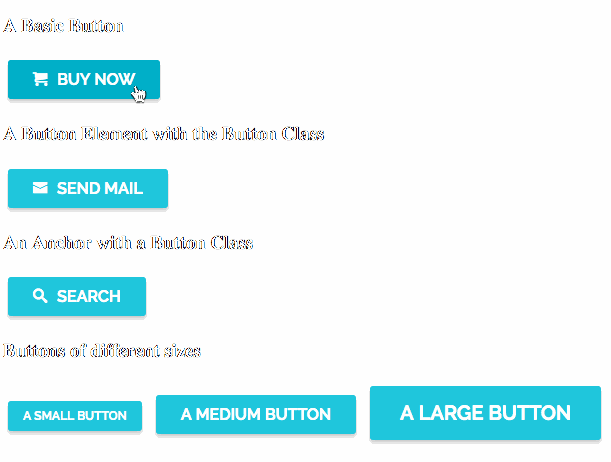 A Basic Button
BUY NOW
A Button Element with the Button Class
SEND MAIL
An Anchor with a Button Class
SEARCH
Buttons of different sizes
A SMALL BUTTON A MEDIUM BUTTON A LARGE BUTTON